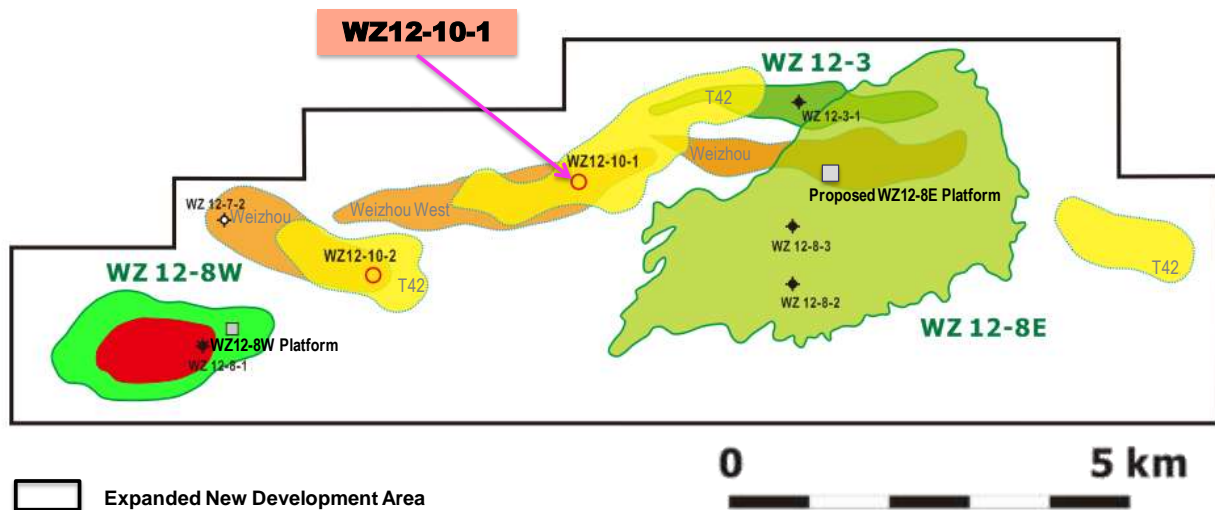 WZ12-10-1
WZ 12-3
T42
WZ 12-3-1
WZ12-10-1
Weizhou
Proposed WZ12-8E Platform
WZ 12-7-2
Weizhou
Weizhou West
WZ12-10-2
WZ 12-8-3
WZ 12-8W
T42
T42
WZ 12-8-2
WZ 12-8E
WZ12-8W Platform
WZ 12-8-1
0
5 km
Expanded New Development Area